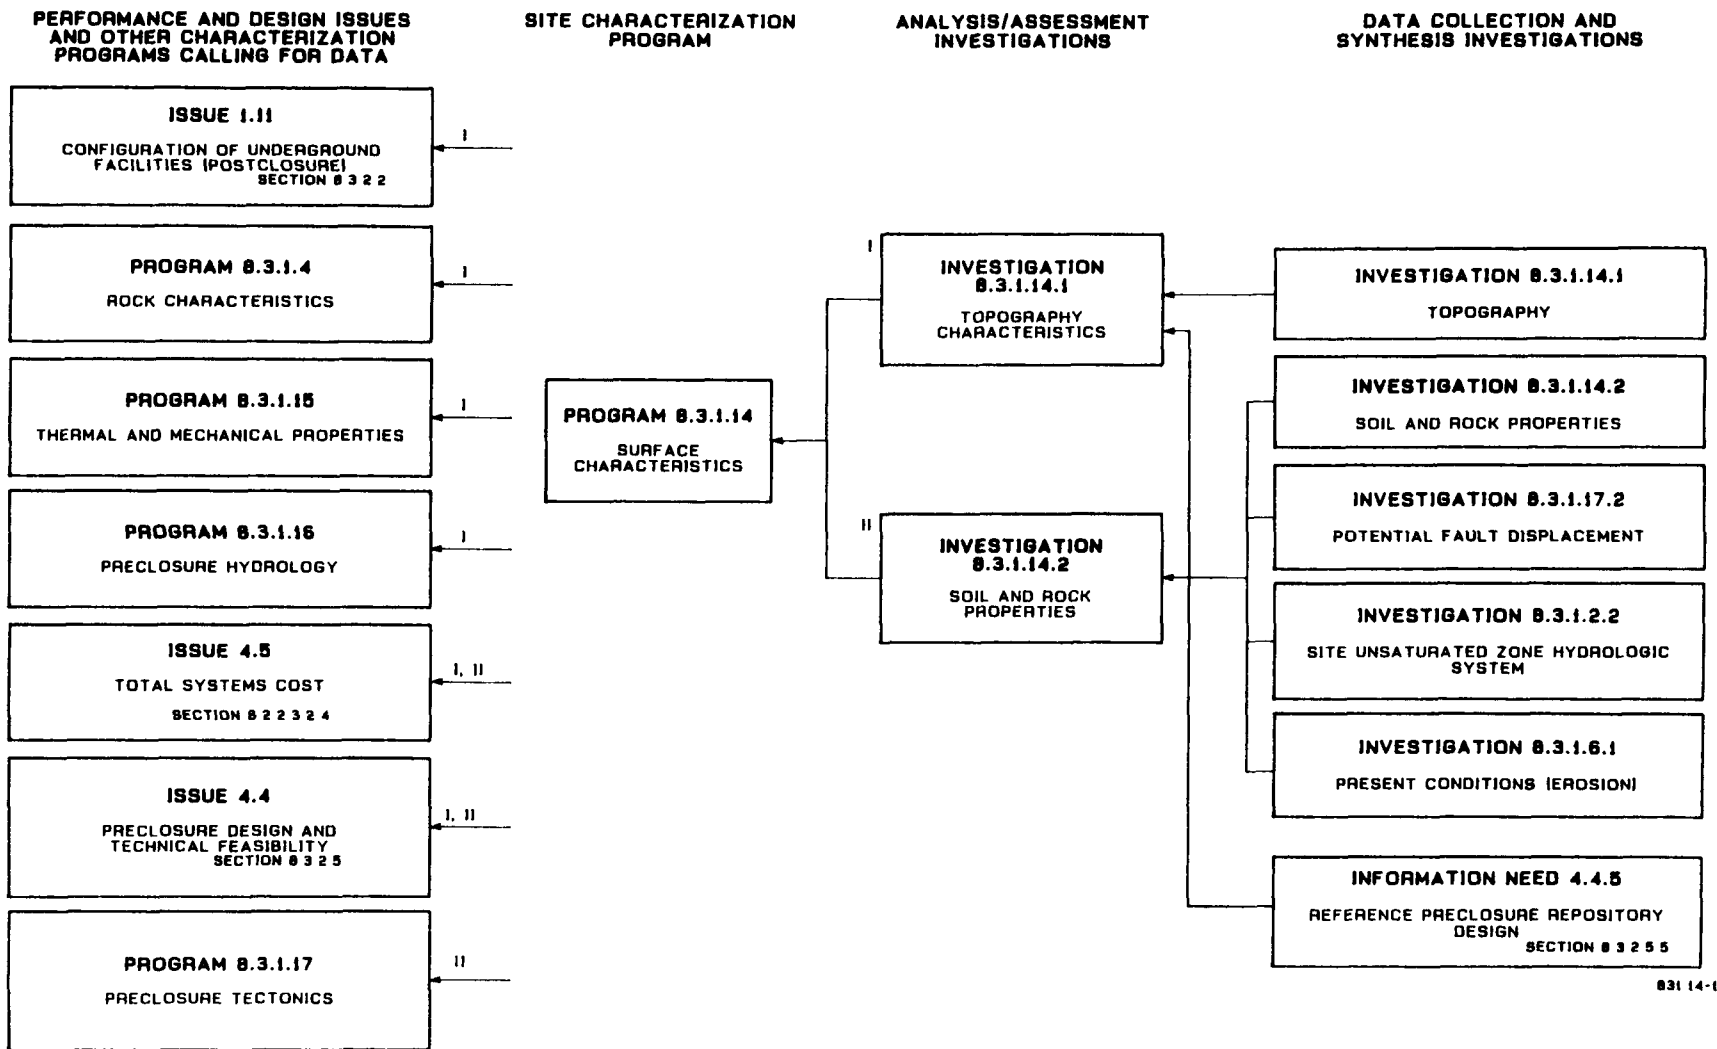 PERFORMANCE AND DESIGN ISSUES
AND OTHER CHARACTERIZATION
PROGRAMS CALLING FOR DATA
ISSUE 1.11
CONFIGURATION OF UNDERGROUND
FACILITIES (POSTCLOSURE)
SECTION 8 3 2 2
I
PROGRAM 8.3.1.4
ROCK CHARACTERISTICS
I
PROGRAM 8.3.1.15
THERMAL AND MECHANICAL PROPERTIES
I
PROGRAM 8.3.1.16
PRECLOSURE HYDROLOGY
I
ISSUE 4.5
TOTAL SYSTEMS COST
SECTION 8 2 2 3 2 4
I, II
ISSUE 4.4
PRECLOSURE DESIGN AND
TECHNICAL FEASIBILITY
SECTION 8 3 2 5
I, II
PROGRAM 8.3.1.17
PRECLOSURE TECTONICS
II
SITE CHARACTERIZATION
PROGRAM
PROGRAM 8.3.1.14
SURFACE
CHARACTERISTICS
ANALYSIS/ASSESSMENT
INVESTIGATIONS
I
INVESTIGATION
8.3.1.14.1
TOPOGRAPHY
CHARACTERISTICS
II
INVESTIGATION
8.3.1.14.2
SOIL AND ROCK
PROPERTIES
DATA COLLECTION AND
SYNTHESIS INVESTIGATIONS
INVESTIGATION 8.3.1.14.1
TOPOGRAPHY
INVESTIGATION 8.3.1.14.2
SOIL AND ROCK PROPERTIES
INVESTIGATION 8.3.1.17.2
POTENTIAL FAULT DISPLACEMENT
INVESTIGATION 8.3.1.2.2
SITE UNSATURATED ZONE HYDROLOGIC
SYSTEM
INVESTIGATION 8.3.1.6.1
PRESENT CONDITIONS (EROSION)
INFORMATION NEED 4.4.5
REFERENCE PRECLOSURE REPOSITORY
DESIGN
SECTION 8 3 2 5 5
831 14-1